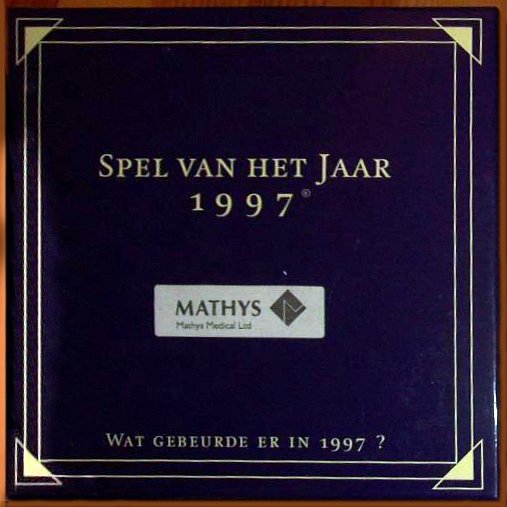 SPEL VAN HET JAAR
1997®
MATHYS
Mathys Medical Ltd
WAT GEBEURDE ER IN 1997 ?